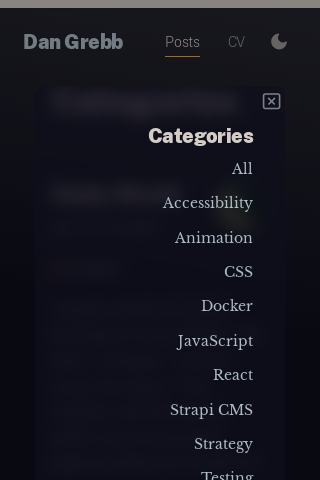 Dan Grebb Posts CV
Categories
All
Accessibility
Animation
CSS
Docker
JavaScript
React
Strapi CMS
Strategy
Testing